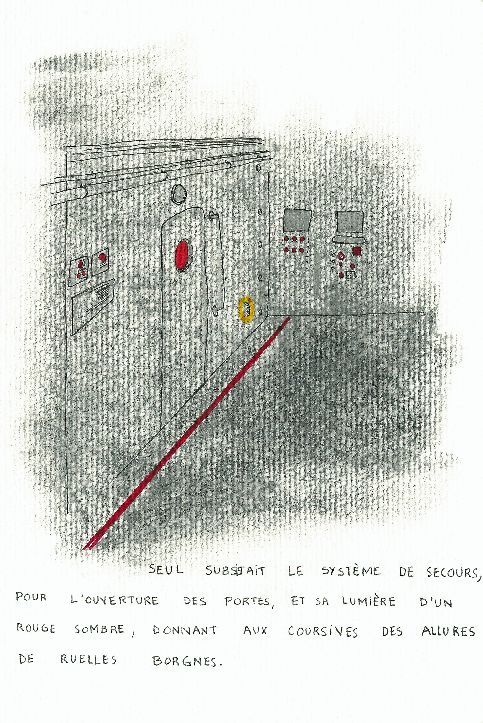 SEUL SUBSISTAIT LE SYSTÈME DE SECOURS,
POUR L'OUVERTURE DES PORTES, ET SA LUMIÈRE D'UN
ROUGE SOMBRE, DONNANT AUX COURSIVES DES ALLURES
DE RUELLES BORGNES.